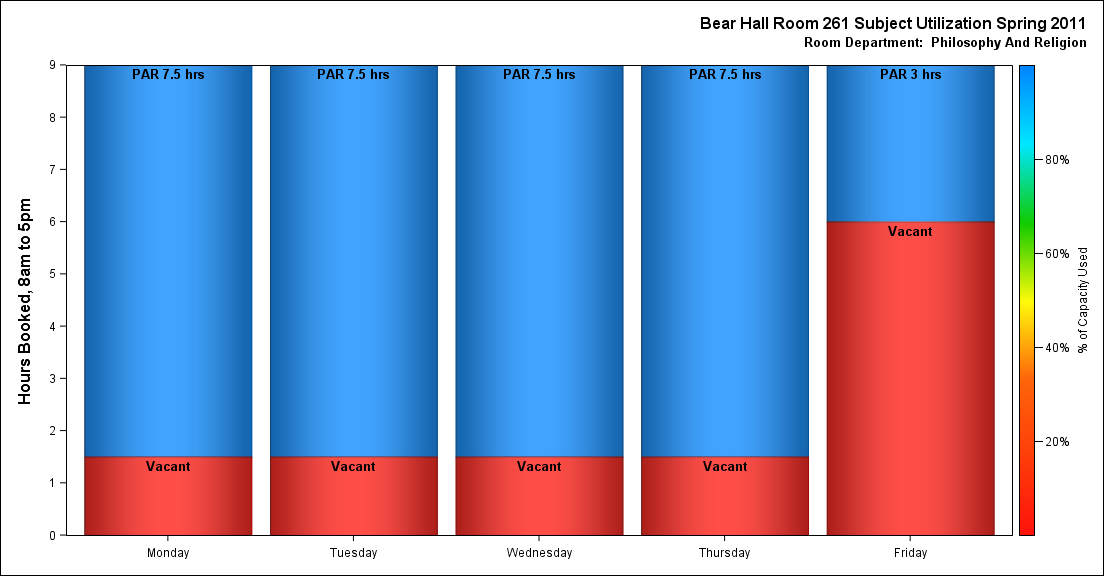 Bear Hall Room 261 Subject Utilization Spring 2011
Room Department:  Philosophy And Religion
Hours Booked, 8am to 5pm
9
8
7
6
5
4
3
2
1
0
PAR 7.5 hrs
PAR 7.5 hrs
PAR 7.5 hrs
PAR 7.5 hrs
PAR 3 hrs
Vacant
Vacant
Vacant
Vacant
Vacant
Monday
Tuesday
Wednesday
Thursday
Friday
80%
60%
40%
20%
% of Capacity Used